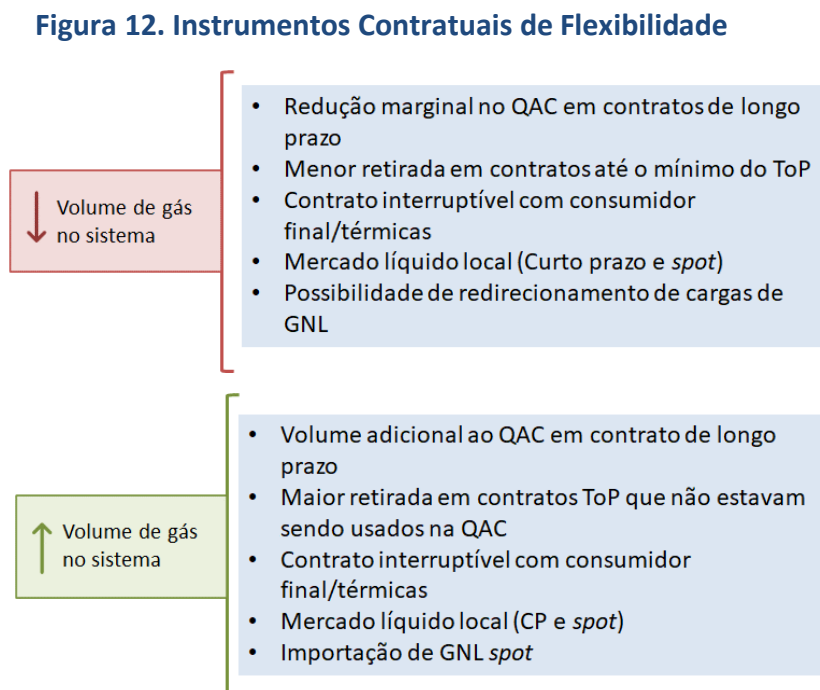 Figura 12. Instrumentos Contratuais de Flexibilidade
Volume de gás
no sistema
• Redução marginal no QAC em contratos de longo
prazo
• Menor retirada em contratos até o mínimo do ToP
• Contrato interruptível com consumidor
final/térmicas
• Mercado líquido local (Curto prazo e spot)
• Possibilidade de redirecionamento de cargas de
GNL
Volume de gás
no sistema
• Volume adicional ao QAC em contrato de longo
prazo
• Maior retirada em contratos ToP que não estavam
sendo usados na QAC
• Contrato interruptível com consumidor
final/térmicas
• Mercado líquido local (CP e spot)
• Importação de GNL spot